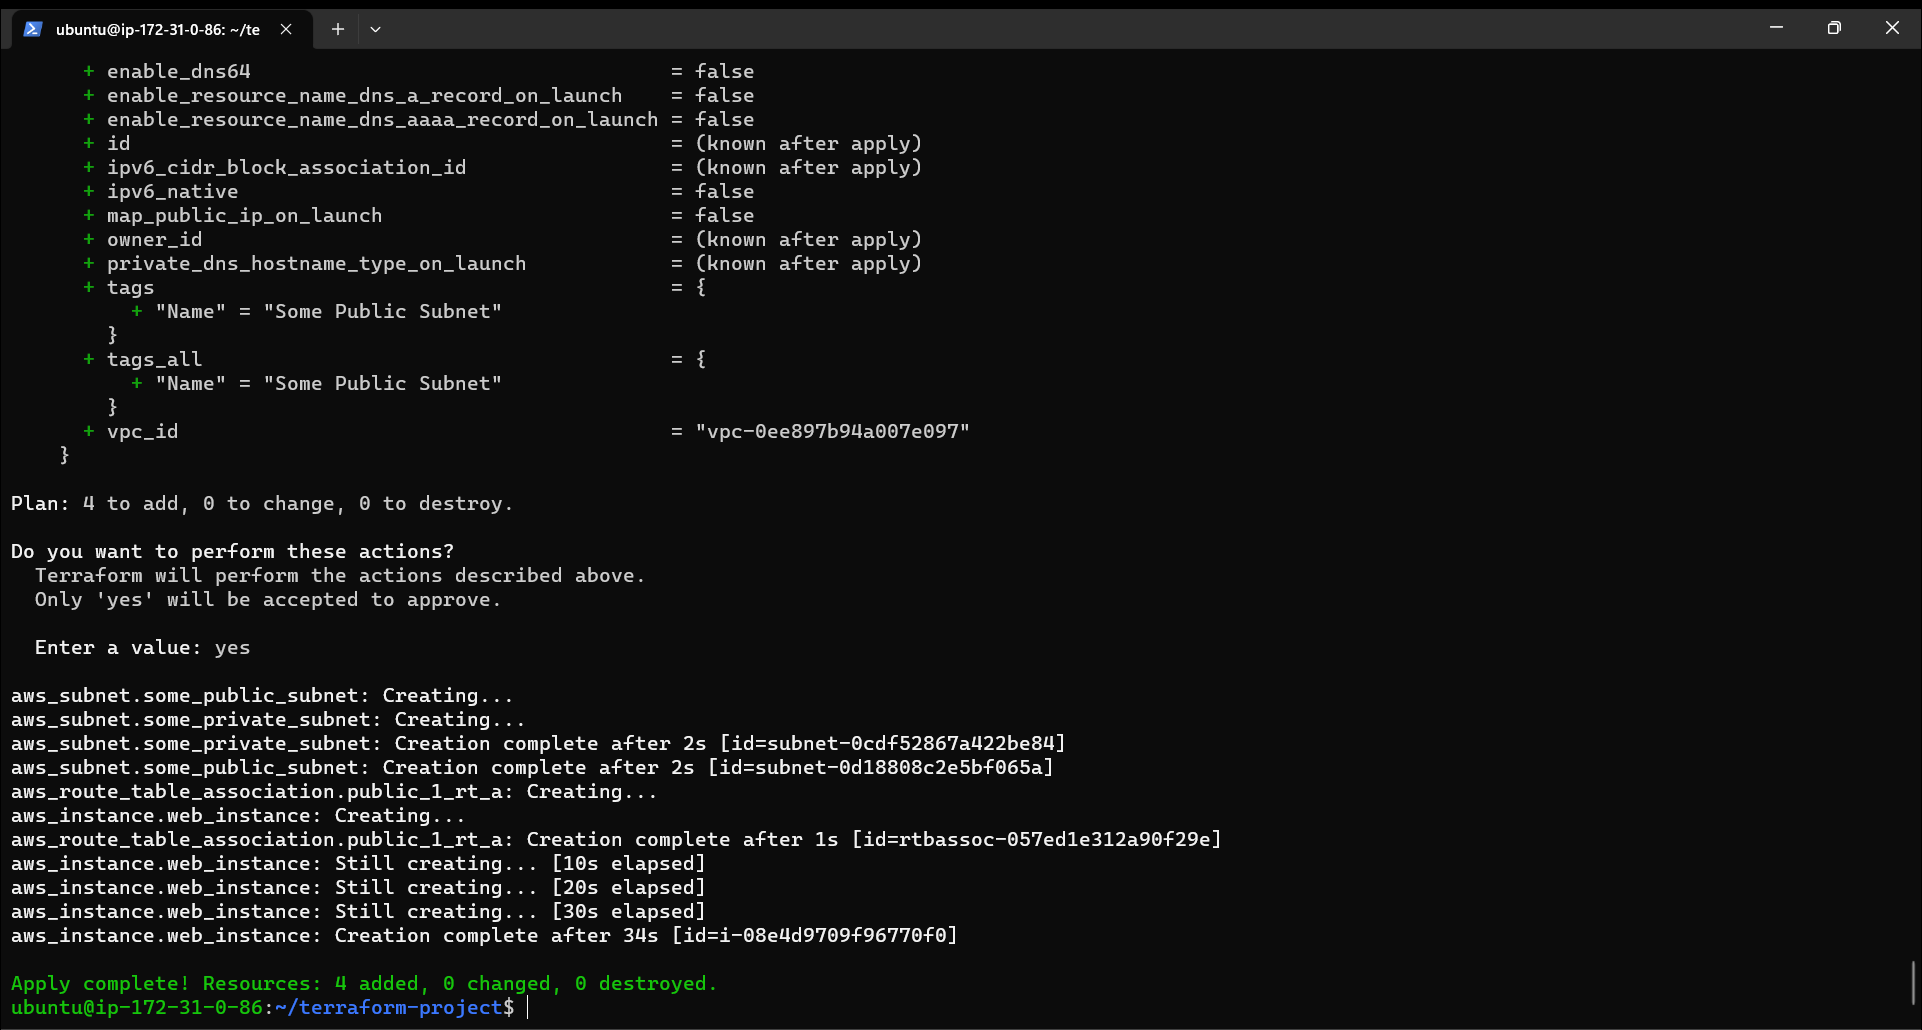 ubuntu@ip-172-31-0-86: ~/te
+ enable_dns64 = false
+ enable_resource_name_dns_a_record_on_launch = false
+ enable_resource_name_dns_aaaa_record_on_launch = false
+ id = (known after apply)
+ ipv6_cidr_block_association_id = (known after apply)
+ ipv6_native = false
+ map_public_ip_on_launch = false
+ owner_id = (known after apply)
+ private_dns_hostname_type_on_launch = (known after apply)
+ tags = {
+ "Name" = "Some Public Subnet"
}
+ tags_all = {
+ "Name" = "Some Public Subnet"
}
+ vpc_id = "vpc-0ee897b94a007e097"
}
Plan: 4 to add, 0 to change, 0 to destroy.
Do you want to perform these actions?
Terraform will perform the actions described above.
Only 'yes' will be accepted to approve.
Enter a value: yes
aws_subnet.some_public_subnet: Creating...
aws_subnet.some_private_subnet: Creating...
aws_subnet.some_private_subnet: Creation complete after 2s [id=subnet-0cdf52867a422be84]
aws_subnet.some_public_subnet: Creation complete after 2s [id=subnet-0d18808c2e5bf065a]
aws_route_table_association.public_1_rt_a: Creating...
aws_instance.web_instance: Creating...
aws_route_table_association.public_1_rt_a: Creation complete after 1s [id=rtbassoc-057ed1e312a90f29e]
aws_instance.web_instance: Still creating... [10s elapsed]
aws_instance.web_instance: Still creating... [20s elapsed]
aws_instance.web_instance: Still creating... [30s elapsed]
aws_instance.web_instance: Creation complete after 34s [id=i-08e4d9709f96770f0]
Apply complete! Resources: 4 added, 0 changed, 0 destroyed.
ubuntu@ip-172-31-0-86:~/terraform-project$